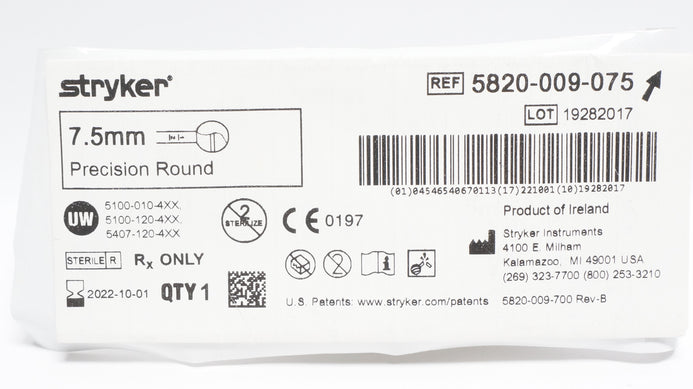 stryker®
REF 5820-009-075
LOT 19282017
7.5mm
Precision Round
(01)04546540670113(17)221001(10)19282017
UW
5100-010-4XX,
5100-120-4XX,
5407-120-4XX
2
STERILIZE
CE 0197
Product of Ireland
Stryker Instruments
4100 E. Milham
Kalamazoo, MI 49001 USA
(269) 323-7700 (800) 253-3210
STERILE R
Rx ONLY
2
i
2022-10-01
QTY 1
U.S. Patents: www.stryker.com/patents
5820-009-700 Rev-B